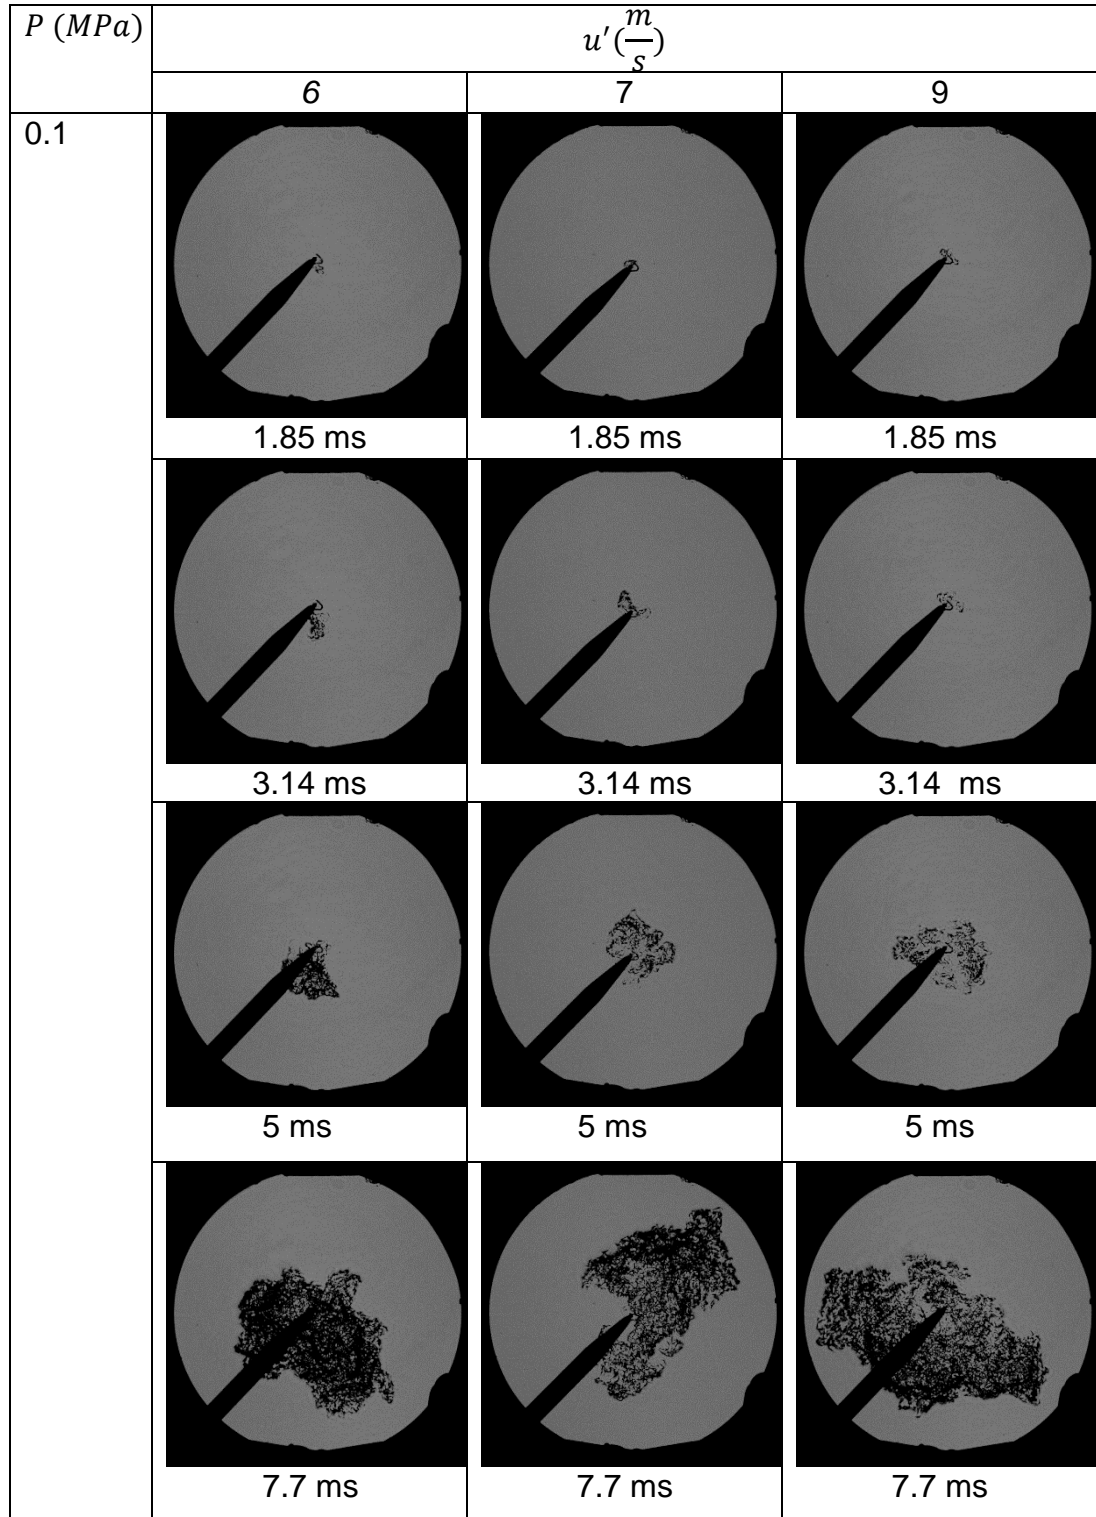 P (MPa)
u′(m/s)
6 7 9
0.1
1.85 ms 1.85 ms 1.85 ms
3.14 ms 3.14 ms 3.14 ms
5 ms 5 ms 5 ms
7.7 ms 7.7 ms 7.7 ms